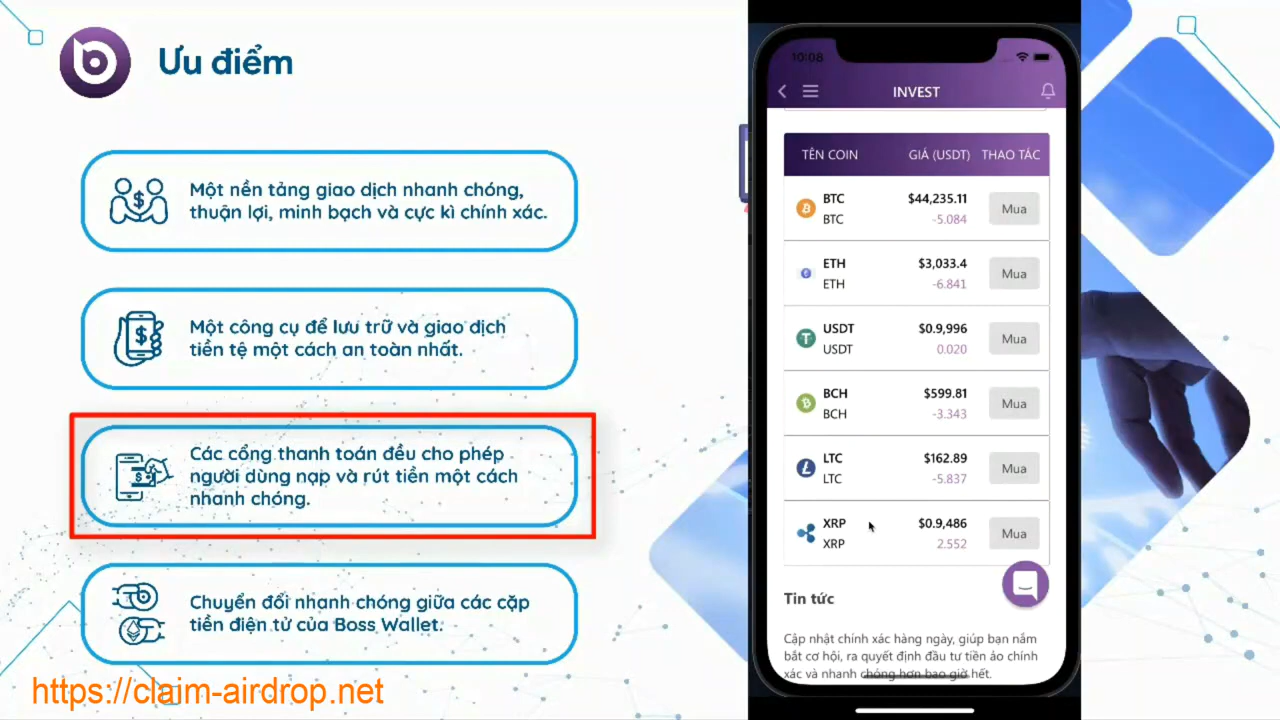 Ưu điểm
Một nền tảng giao dịch nhanh chóng,
thuận lợi, minh bạch và cực kì chính xác.
Một công cụ để lưu trữ và giao dịch
tiền tệ một cách an toàn nhất.
Các cổng thanh toán đều cho phép
người dùng nạp và rút tiền một cách
nhanh chóng.
Chuyển đổi nhanh chóng giữa các cặp
tiền điện tử của Boss Wallet.
https://claim-airdrop.net
10:08
INVEST
TÊN COIN GIÁ (USDT) THAO TÁC
BTC $44,235.11 Mua
BTC -5.084
ETH $3,033.4 Mua
ETH -6.841
USDT $0.9,996 Mua
USDT 0.020
BCH $599.81 Mua
BCH -3.343
LTC $162.89 Mua
LTC -5.837
XRP $0.9,486 Mua
XRP 2.552
Tin tức
Cập nhật chính xác hàng ngày, giúp bạn nắm
bắt cơ hội, ra quyết định đầu tư tiền ảo chính
xác và nhanh chóng hơn bao giờ hết.